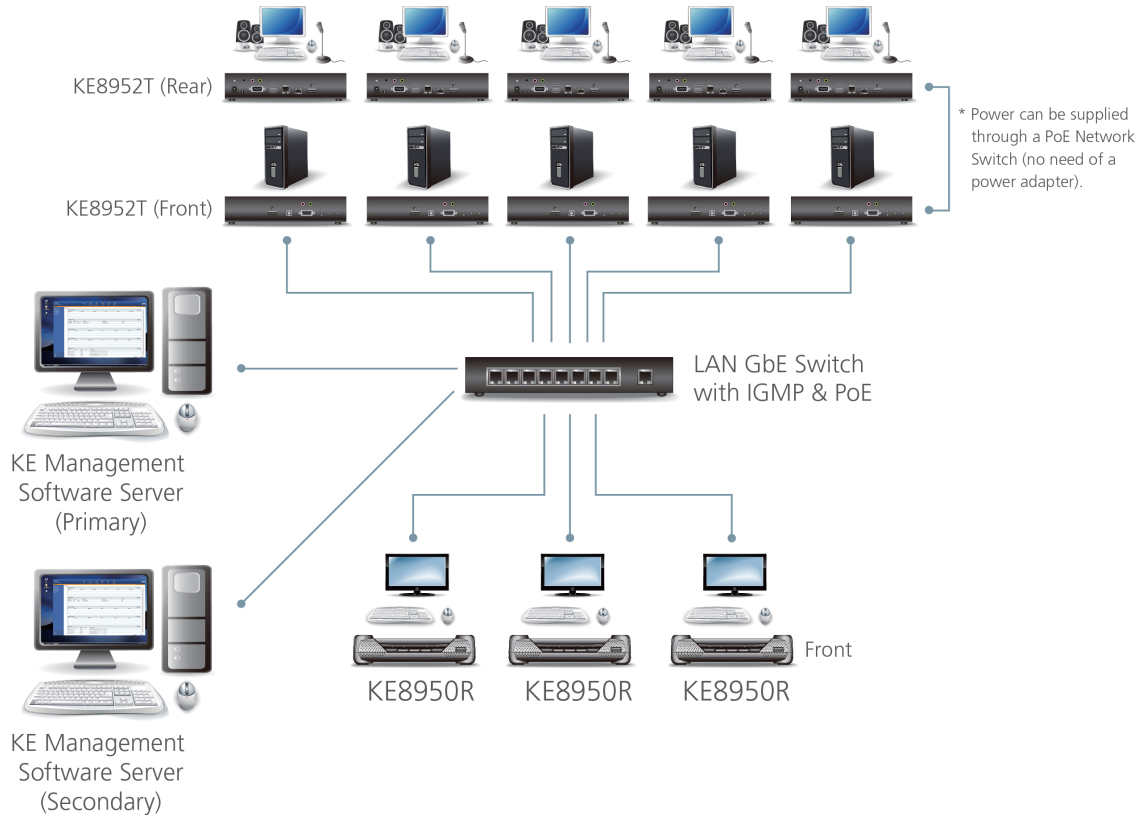 KE8952T (Rear)
* Power can be supplied
through a PoE Network
Switch (no need of a
power adapter).
KE8952T (Front)
LAN GbE Switch
with IGMP & PoE
KE Management
Software Server
(Primary)
Front
KE8950R
KE8950R
KE8950R
KE Management
Software Server
(Secondary)